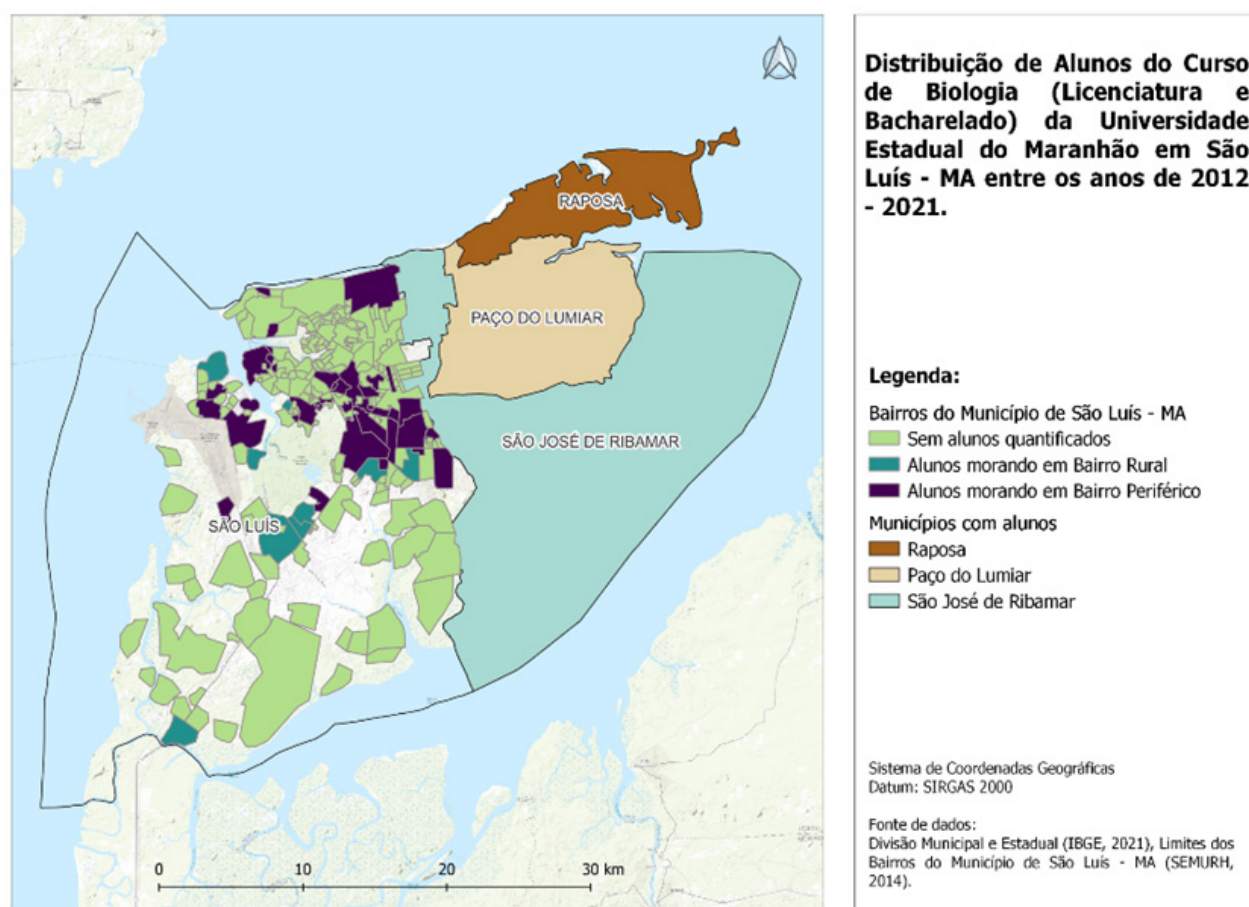 RAPOSA
PAÇO DO LUMIAR
SÃO JOSÉ DE RIBAMAR
SÃO LUÍS
0 10 20 30 km
Distribuição de Alunos do Curso
de Biologia (Licenciatura e
Bacharelado) da Universidade
Estadual do Maranhão em São
Luís - MA entre os anos de 2012
- 2021.
Legenda:
Bairros do Município de São Luís - MA
Sem alunos quantificados
Alunos morando em Bairro Rural
Alunos morando em Bairro Periférico
Municípios com alunos
Raposa
Paço do Lumiar
São José de Ribamar
Sistema de Coordenadas Geográficas
Datum: SIRGAS 2000
Fonte de dados:
Divisão Municipal e Estadual (IBGE, 2021), Limites dos
Bairros do Município de São Luís - MA (SEMURH,
2014).